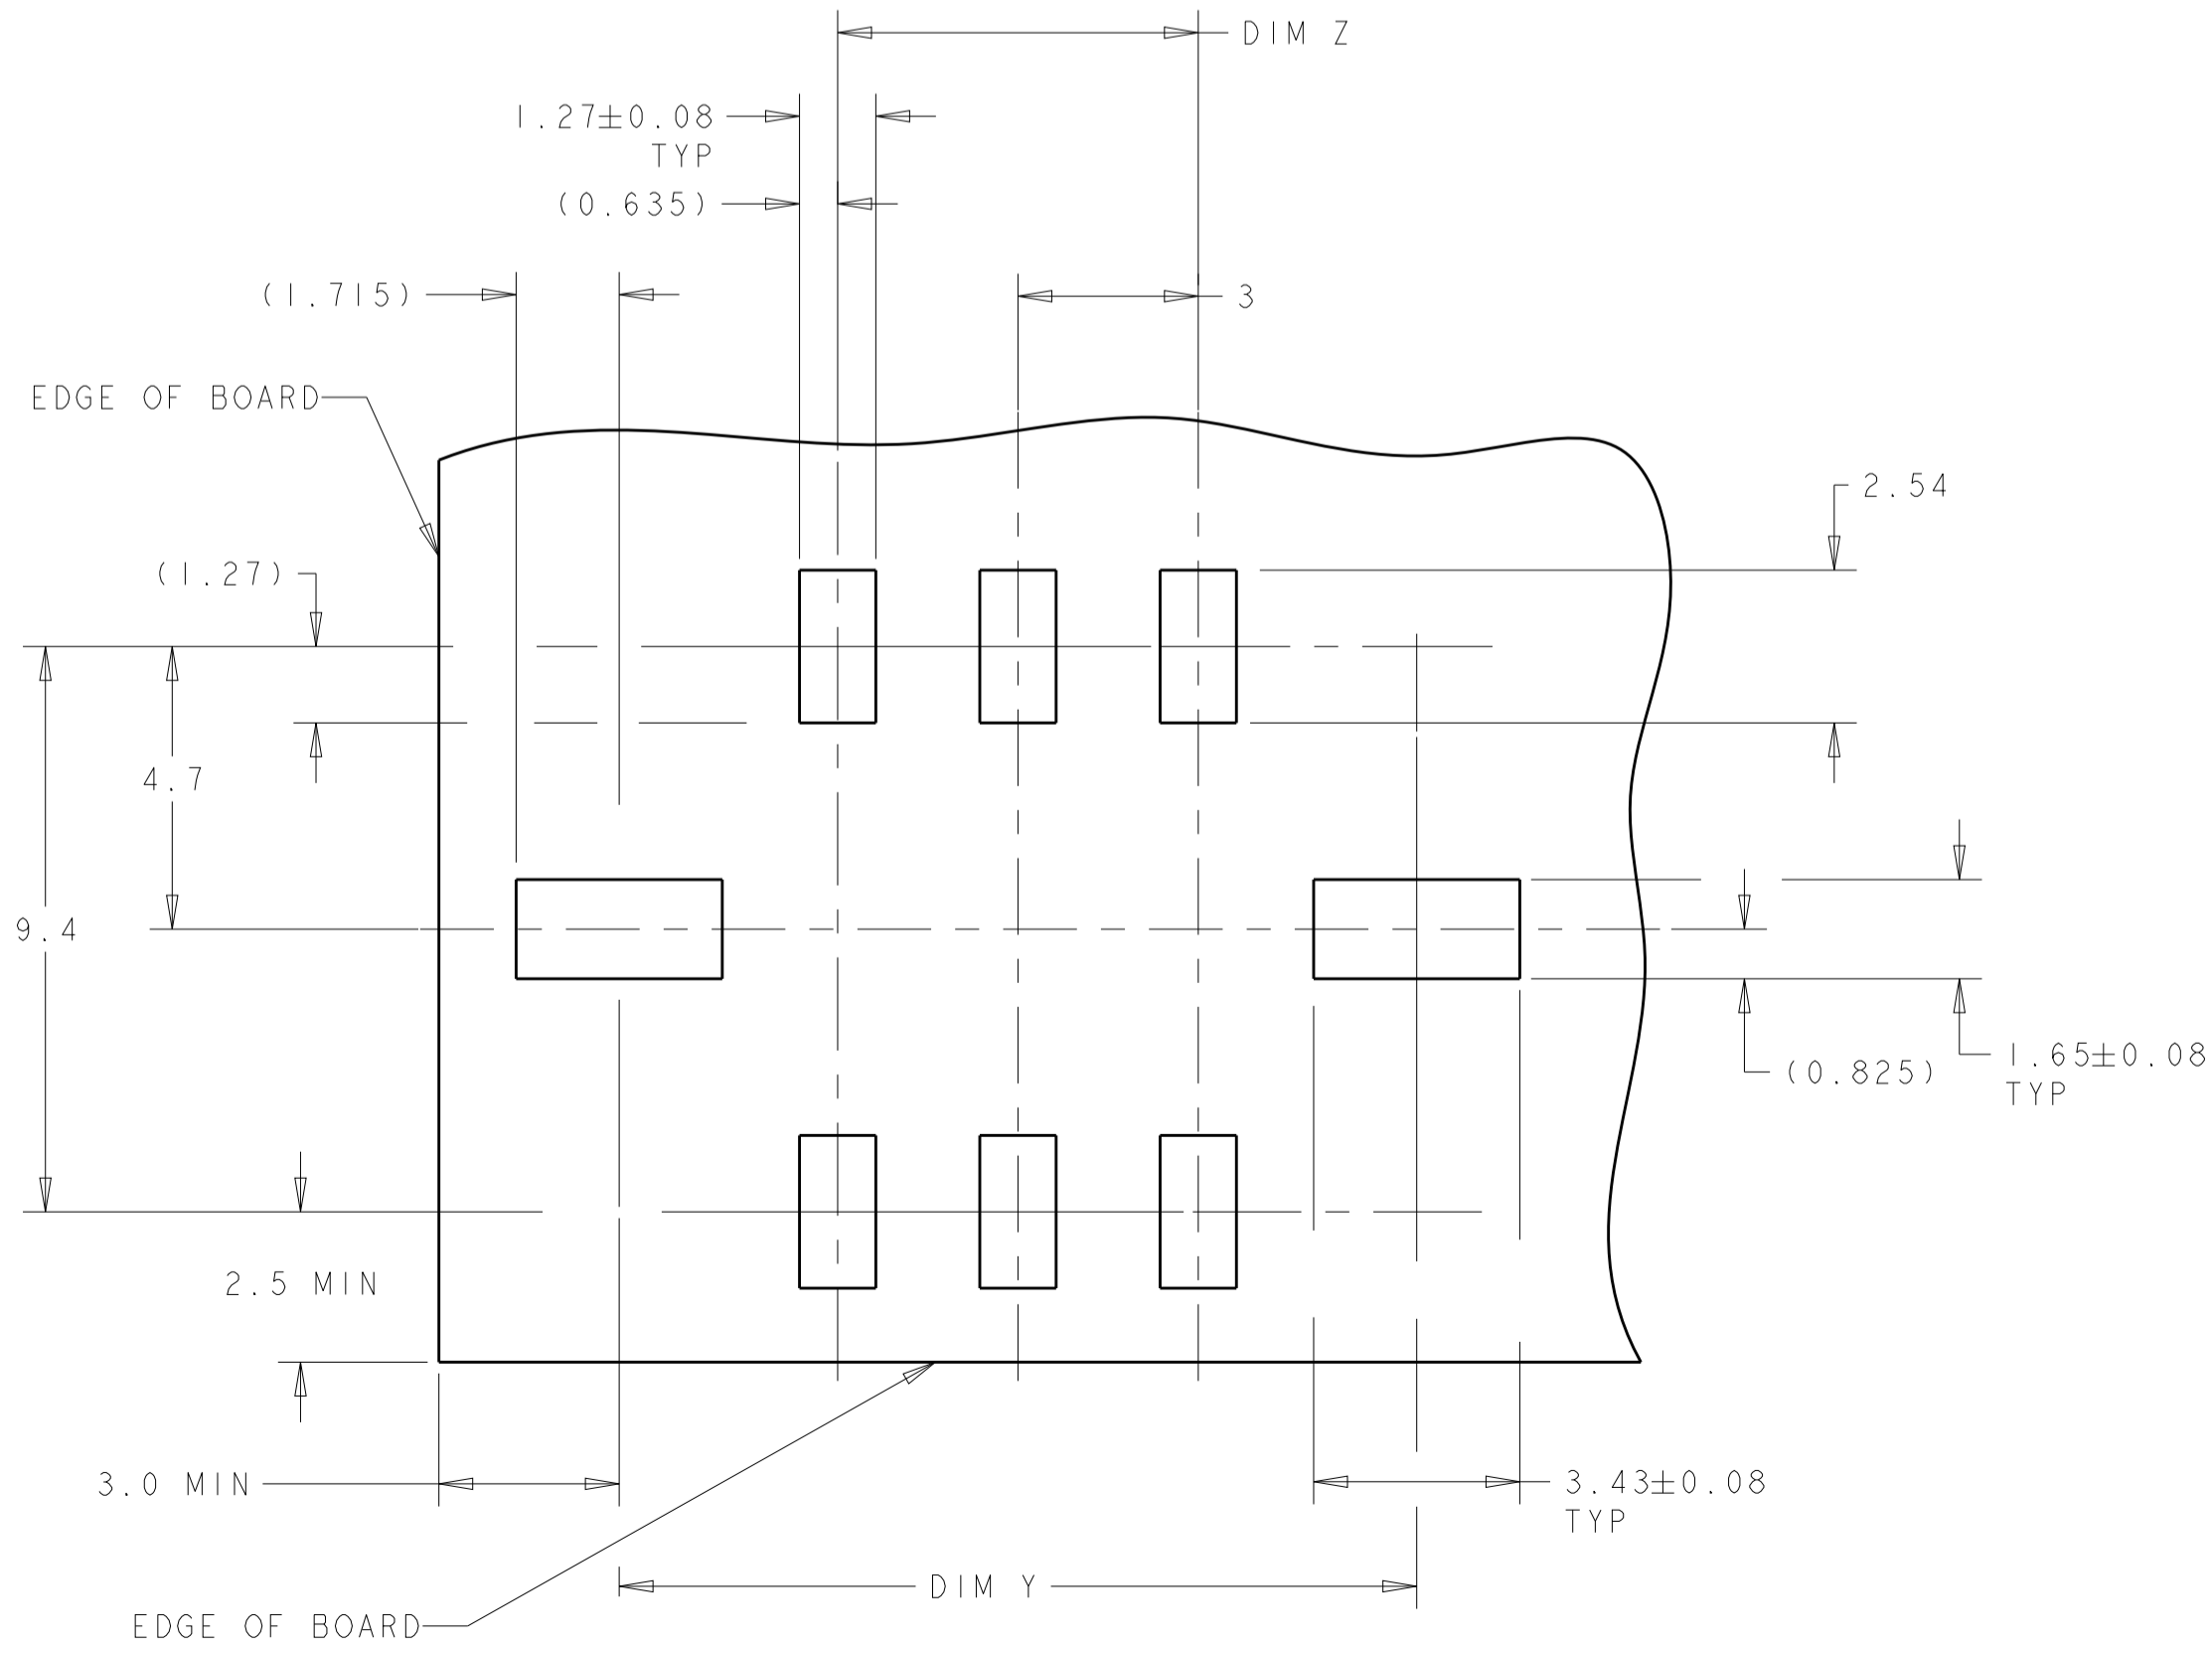 DIM Z
1.27±0.08
TYP
(0.635)
(1.715)
3
EDGE OF BOARD
2.54
(1.27)
4.7
9.4
1.65±0.08
TYP
(0.825)
2.5 MIN
3.0 MIN
3.43±0.08
TYP
DIM Y
EDGE OF BOARD